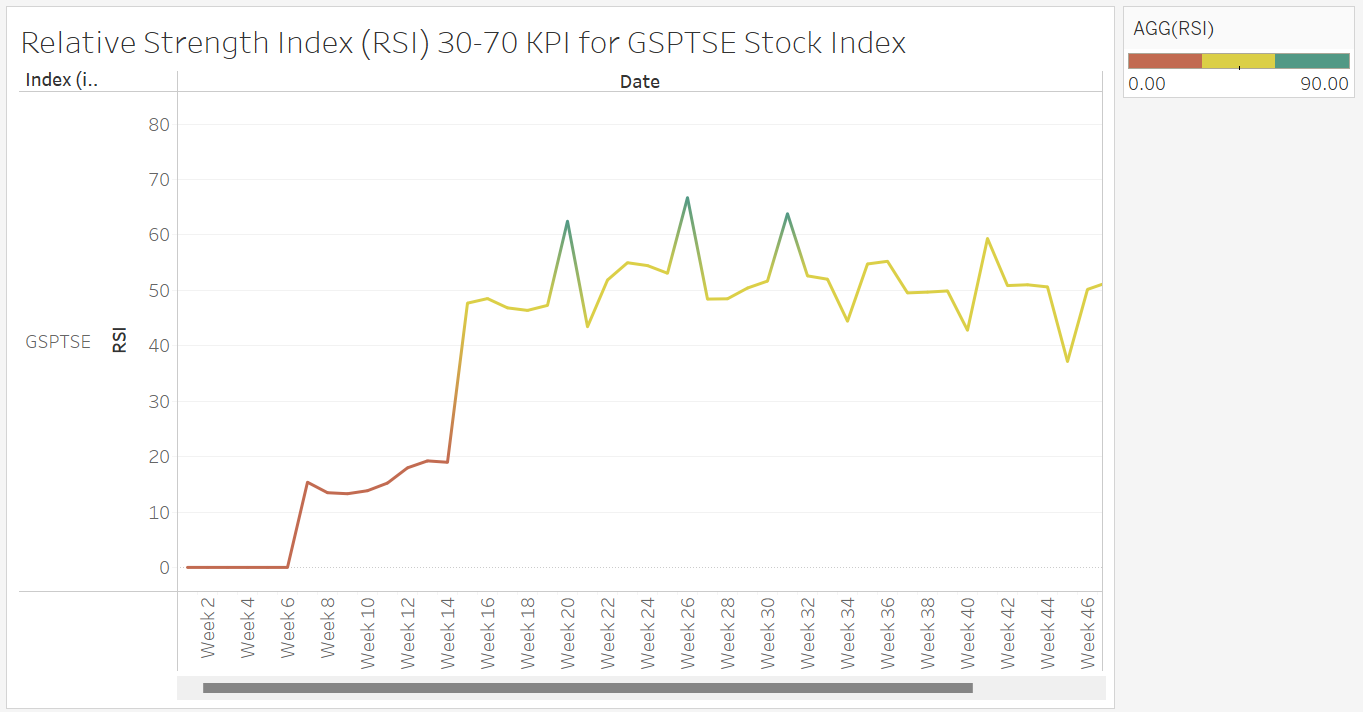 Relative Strength Index (RSI) 30-70 KPI for GSPTSE Stock Index
AGG(RSI)
0.00 90.00
Index (i..
Date
80
70
60
50
40
30
20
10
0
GSPTSE
RSI
Week 2
Week 4
Week 6
Week 8
Week 10
Week 12
Week 14
Week 16
Week 18
Week 20
Week 22
Week 24
Week 26
Week 28
Week 30
Week 32
Week 34
Week 36
Week 38
Week 40
Week 42
Week 44
Week 46